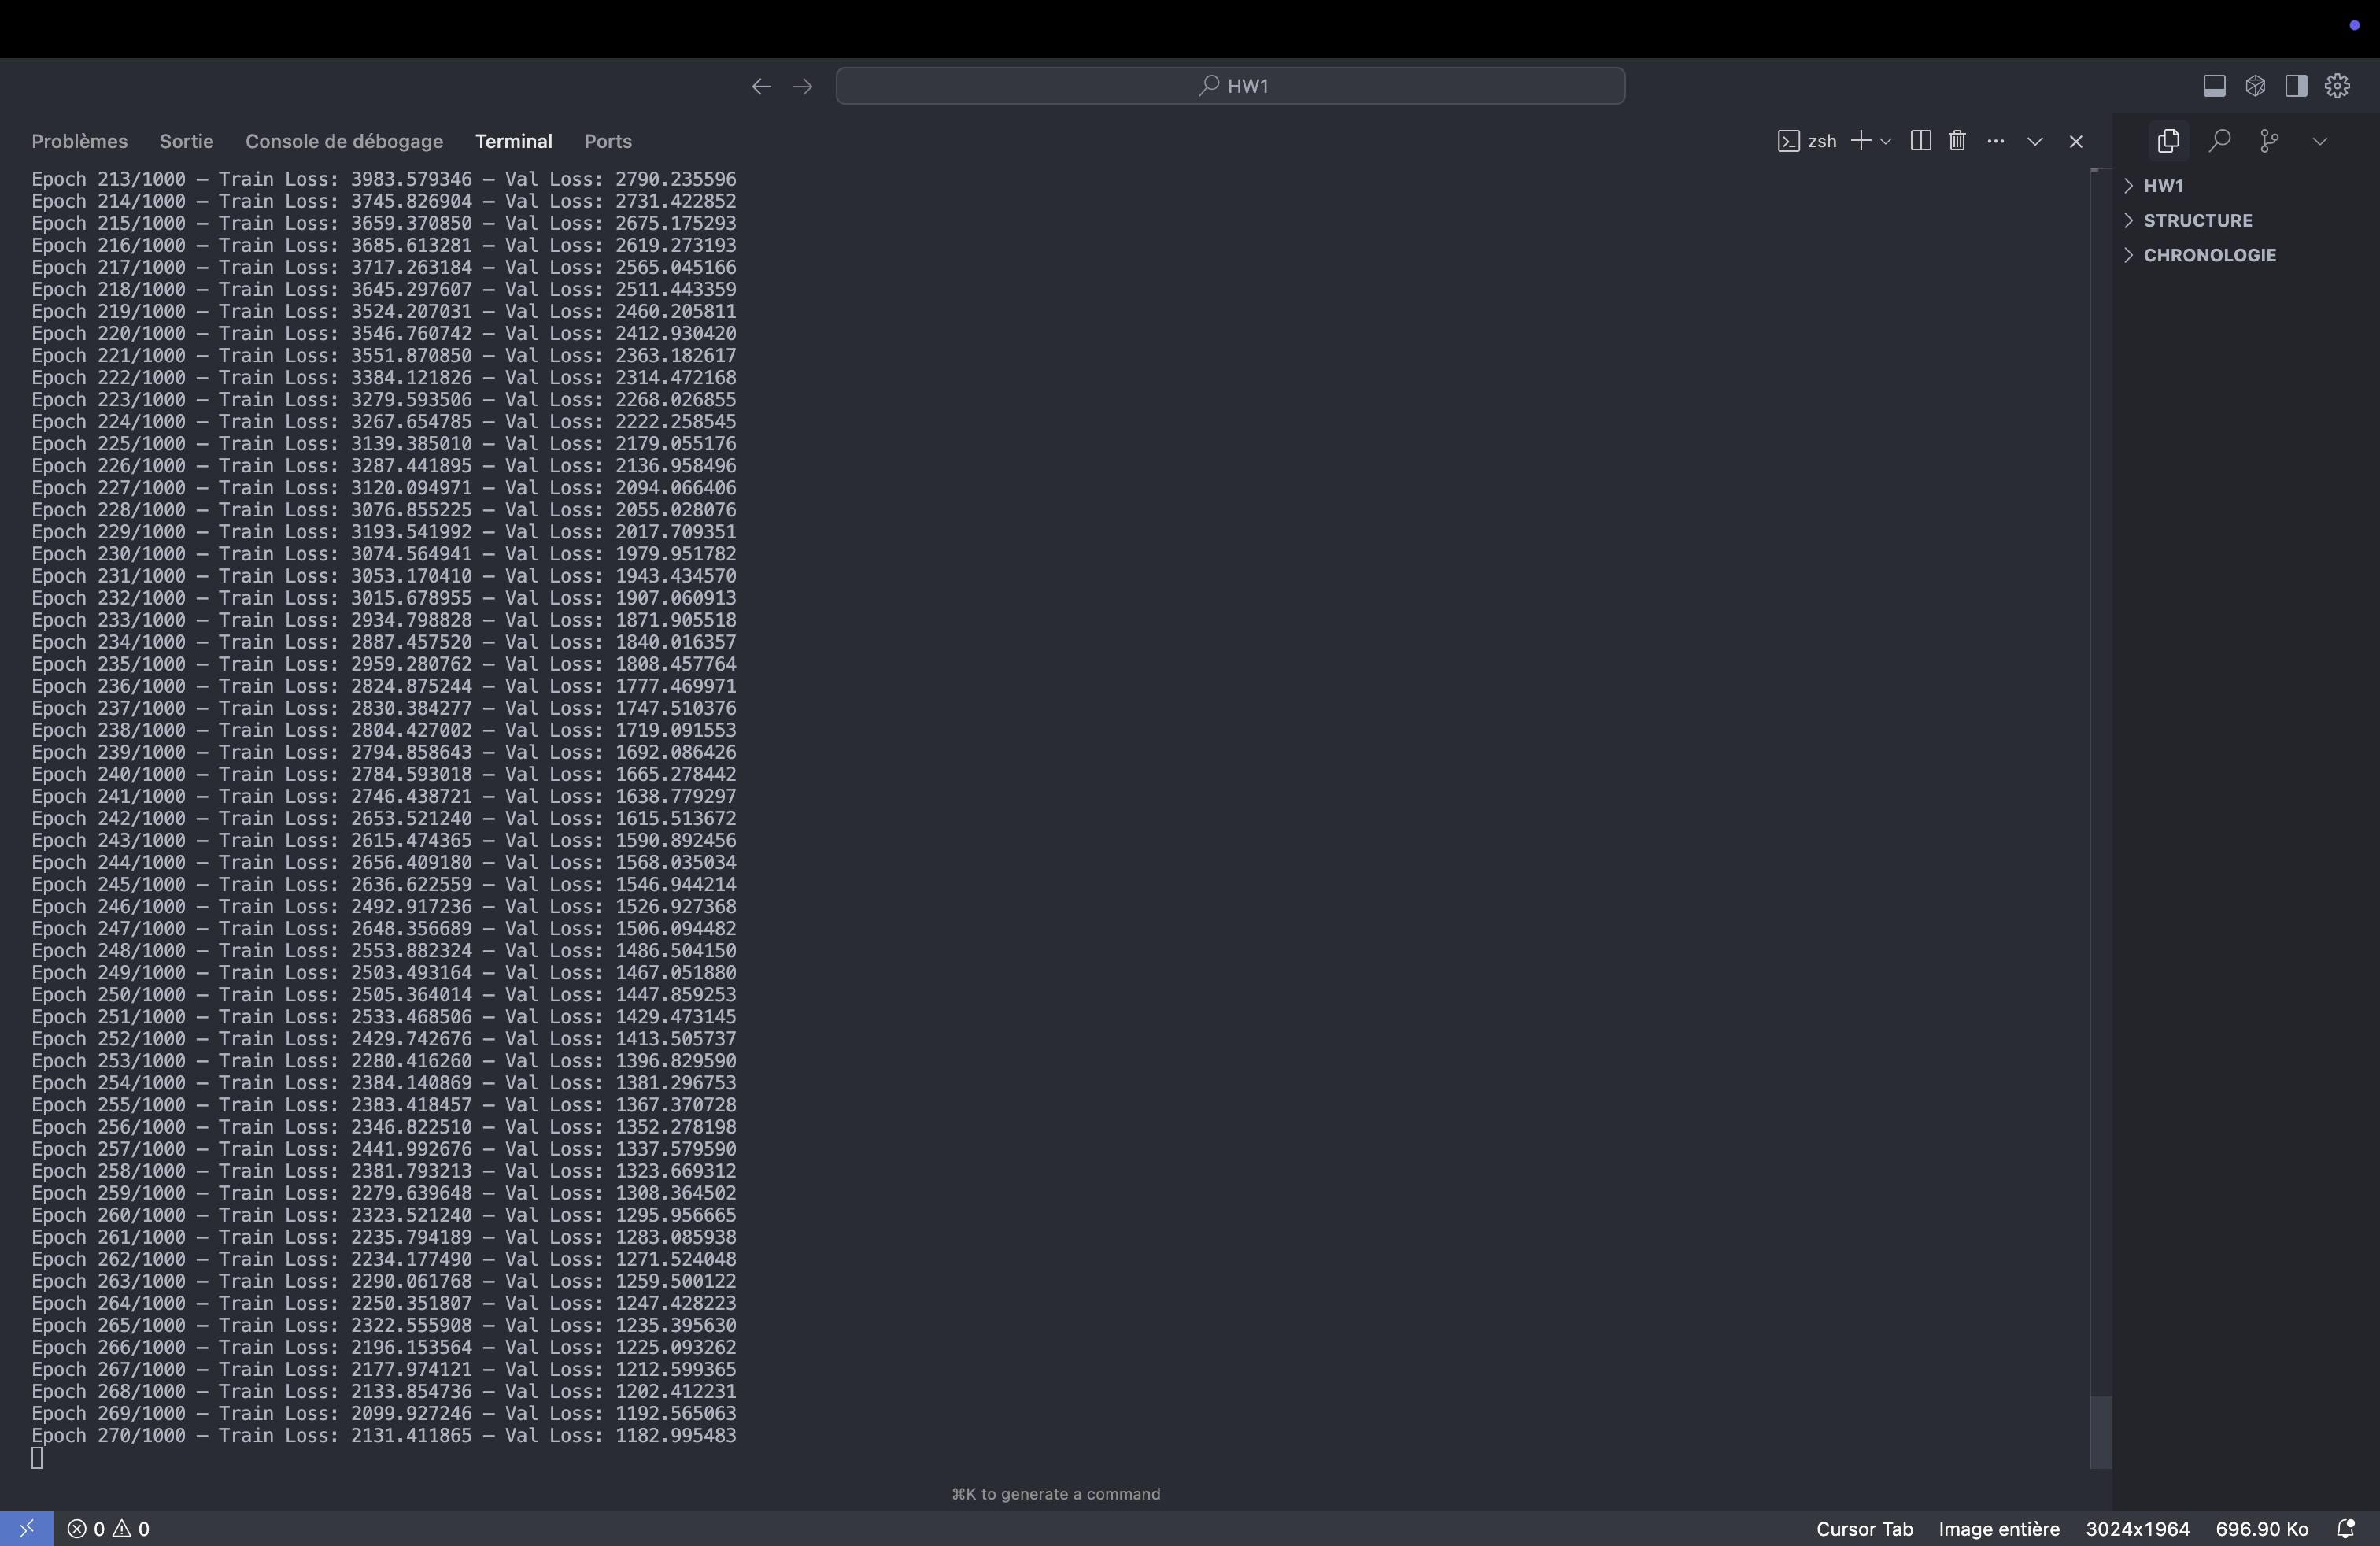 HW1
Problèmes Sortie Console de débogage Terminal Ports zsh
Epoch 213/1000 — Train Loss: 3983.579346 — Val Loss: 2790.235596
Epoch 214/1000 — Train Loss: 3745.826904 — Val Loss: 2731.422852
Epoch 215/1000 — Train Loss: 3659.370850 — Val Loss: 2675.175293
Epoch 216/1000 — Train Loss: 3685.613281 — Val Loss: 2619.273193
Epoch 217/1000 — Train Loss: 3717.263184 — Val Loss: 2565.045166
Epoch 218/1000 — Train Loss: 3645.297607 — Val Loss: 2511.443359
Epoch 219/1000 — Train Loss: 3524.207031 — Val Loss: 2460.205811
Epoch 220/1000 — Train Loss: 3546.760742 — Val Loss: 2412.930420
Epoch 221/1000 — Train Loss: 3551.870850 — Val Loss: 2363.182617
Epoch 222/1000 — Train Loss: 3384.121826 — Val Loss: 2314.472168
Epoch 223/1000 — Train Loss: 3279.593506 — Val Loss: 2268.026855
Epoch 224/1000 — Train Loss: 3267.654785 — Val Loss: 2222.258545
Epoch 225/1000 — Train Loss: 3139.385010 — Val Loss: 2179.055176
Epoch 226/1000 — Train Loss: 3287.441895 — Val Loss: 2136.958496
Epoch 227/1000 — Train Loss: 3120.094971 — Val Loss: 2094.066406
Epoch 228/1000 — Train Loss: 3076.855225 — Val Loss: 2055.028076
Epoch 229/1000 — Train Loss: 3193.541992 — Val Loss: 2017.709351
Epoch 230/1000 — Train Loss: 3074.564941 — Val Loss: 1979.951782
Epoch 231/1000 — Train Loss: 3053.170410 — Val Loss: 1943.434570
Epoch 232/1000 — Train Loss: 3015.678955 — Val Loss: 1907.060913
Epoch 233/1000 — Train Loss: 2934.798828 — Val Loss: 1871.905518
Epoch 234/1000 — Train Loss: 2887.457520 — Val Loss: 1840.016357
Epoch 235/1000 — Train Loss: 2959.280762 — Val Loss: 1808.457764
Epoch 236/1000 — Train Loss: 2824.875244 — Val Loss: 1777.469971
Epoch 237/1000 — Train Loss: 2830.384277 — Val Loss: 1747.510376
Epoch 238/1000 — Train Loss: 2804.427002 — Val Loss: 1719.091553
Epoch 239/1000 — Train Loss: 2794.858643 — Val Loss: 1692.086426
Epoch 240/1000 — Train Loss: 2784.593018 — Val Loss: 1665.278442
Epoch 241/1000 — Train Loss: 2746.438721 — Val Loss: 1638.779297
Epoch 242/1000 — Train Loss: 2653.521240 — Val Loss: 1615.513672
Epoch 243/1000 — Train Loss: 2615.474365 — Val Loss: 1590.892456
Epoch 244/1000 — Train Loss: 2656.409180 — Val Loss: 1568.035034
Epoch 245/1000 — Train Loss: 2636.622559 — Val Loss: 1546.944214
Epoch 246/1000 — Train Loss: 2492.917236 — Val Loss: 1526.927368
Epoch 247/1000 — Train Loss: 2648.356689 — Val Loss: 1506.094482
Epoch 248/1000 — Train Loss: 2553.882324 — Val Loss: 1486.504150
Epoch 249/1000 — Train Loss: 2503.493164 — Val Loss: 1467.051880
Epoch 250/1000 — Train Loss: 2505.364014 — Val Loss: 1447.859253
Epoch 251/1000 — Train Loss: 2533.468506 — Val Loss: 1429.473145
Epoch 252/1000 — Train Loss: 2429.742676 — Val Loss: 1413.505737
Epoch 253/1000 — Train Loss: 2280.416260 — Val Loss: 1396.829590
Epoch 254/1000 — Train Loss: 2384.140869 — Val Loss: 1381.296753
Epoch 255/1000 — Train Loss: 2383.418457 — Val Loss: 1367.370728
Epoch 256/1000 — Train Loss: 2346.822510 — Val Loss: 1352.278198
Epoch 257/1000 — Train Loss: 2441.992676 — Val Loss: 1337.579590
Epoch 258/1000 — Train Loss: 2381.793213 — Val Loss: 1323.669312
Epoch 259/1000 — Train Loss: 2279.639648 — Val Loss: 1308.364502
Epoch 260/1000 — Train Loss: 2323.521240 — Val Loss: 1295.956665
Epoch 261/1000 — Train Loss: 2235.794189 — Val Loss: 1283.085938
Epoch 262/1000 — Train Loss: 2234.177490 — Val Loss: 1271.524048
Epoch 263/1000 — Train Loss: 2290.061768 — Val Loss: 1259.500122
Epoch 264/1000 — Train Loss: 2250.351807 — Val Loss: 1247.428223
Epoch 265/1000 — Train Loss: 2322.555908 — Val Loss: 1235.395630
Epoch 266/1000 — Train Loss: 2196.153564 — Val Loss: 1225.093262
Epoch 267/1000 — Train Loss: 2177.974121 — Val Loss: 1212.599365
Epoch 268/1000 — Train Loss: 2133.854736 — Val Loss: 1202.412231
Epoch 269/1000 — Train Loss: 2099.927246 — Val Loss: 1192.565063
Epoch 270/1000 — Train Loss: 2131.411865 — Val Loss: 1182.995483
⌘K to generate a command
HW1
STRUCTURE
CHRONOLOGIE
0 0 Cursor Tab Image entière 3024x1964 696.90 Ko